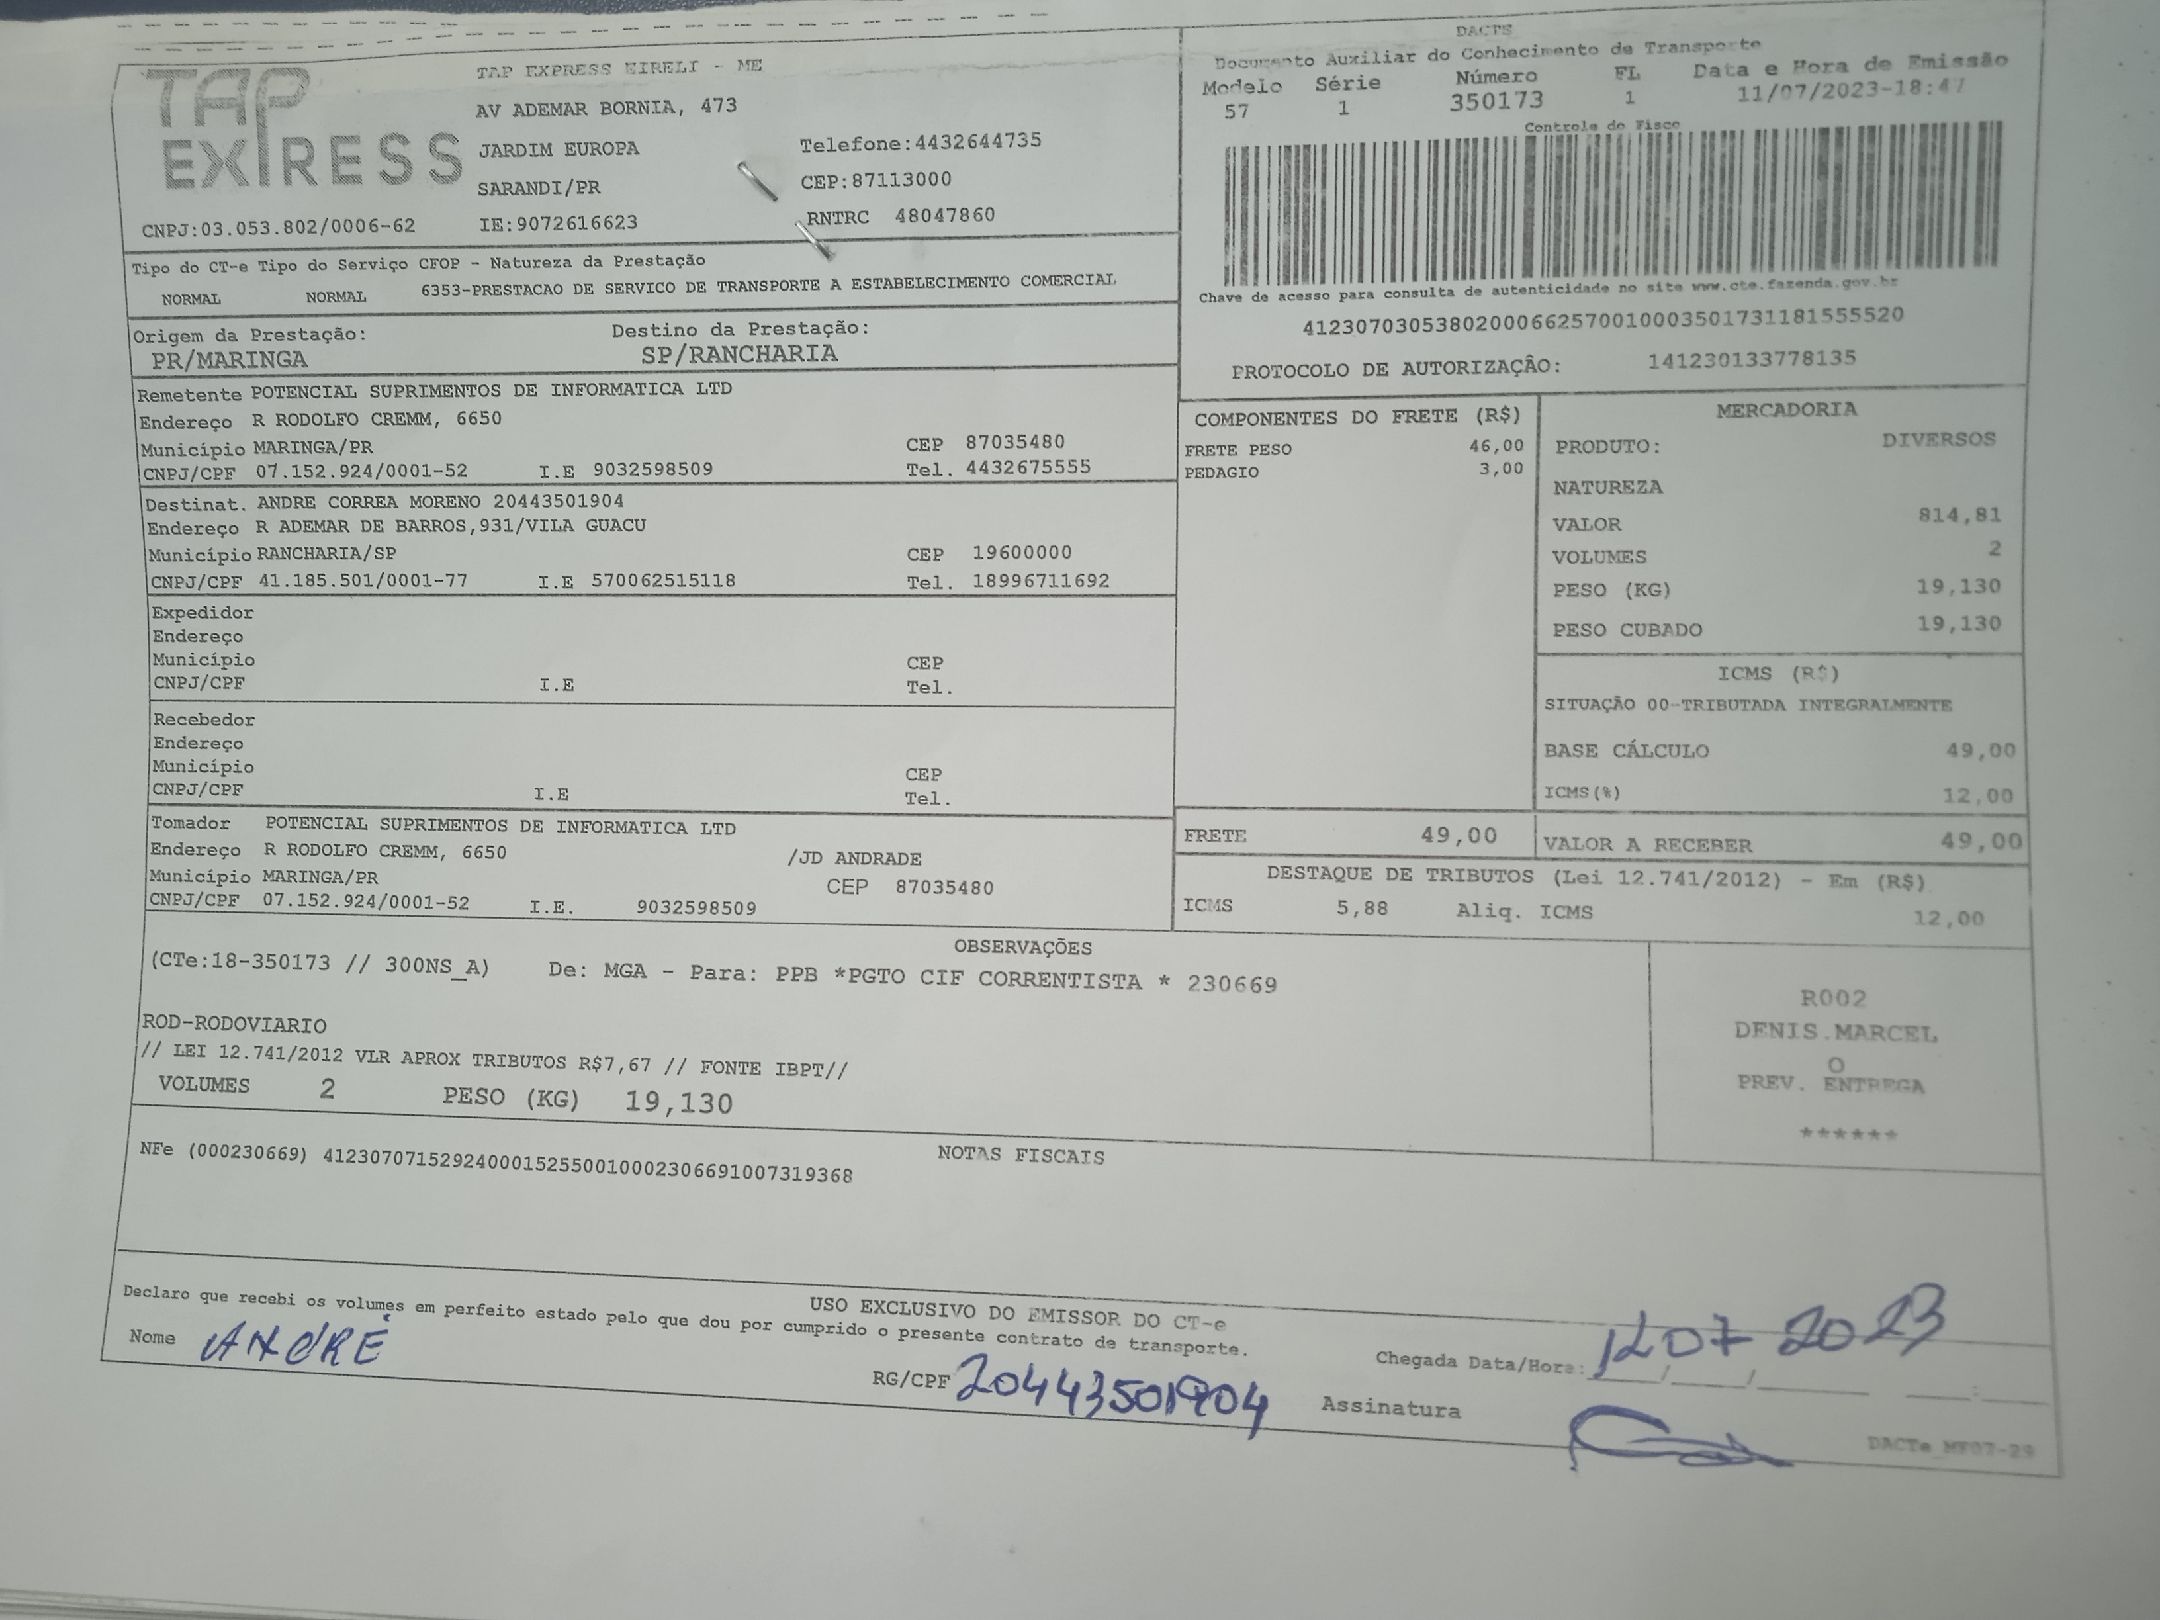 TAP
EXPRESS
TAP EXPRESS EIRELI - ME
AV ADEMAR BORNIA, 473
JARDIM EUROPA Telefone:4432644735
SARANDI/PR CEP:87113000
CNPJ:03.053.802/0006-62 IE:9072616623 RNTRC 48047860
DACTE
Documento Auxiliar do Conhecimento de Transporte
Modelo Série Número FL Data e Hora de Emissão
57 1 350173 1 11/07/2023-18:47
Controle do Fisco
Chave de acesso para consulta de autenticidade no site www.cte.fazenda.gov.br
41230703053802000662570010003501731181555520
PROTOCOLO DE AUTORIZAÇÃO: 141230133778135
Tipo do CT-e Tipo do Serviço CFOP - Natureza da Prestação
NORMAL NORMAL 6353-PRESTACAO DE SERVICO DE TRANSPORTE A ESTABELECIMENTO COMERCIAL
Origem da Prestação: Destino da Prestação:
PR/MARINGA SP/RANCHARIA
Remetente POTENCIAL SUPRIMENTOS DE INFORMATICA LTD
Endereço R RODOLFO CREMM, 6650
Município MARINGA/PR CEP 87035480
CNPJ/CPF 07.152.924/0001-52 I.E 9032598509 Tel. 4432675555
Destinat. ANDRE CORREA MORENO 20443501904
Endereço R ADEMAR DE BARROS,931/VILA GUACU
Município RANCHARIA/SP CEP 19600000
CNPJ/CPF 41.185.501/0001-77 I.E 570062515118 Tel. 18996711692
Expedidor
Endereço
Município CEP
CNPJ/CPF I.E Tel.
Recebedor
Endereço
Município CEP
CNPJ/CPF I.E Tel.
Tomador POTENCIAL SUPRIMENTOS DE INFORMATICA LTD
Endereço R RODOLFO CREMM, 6650 /JD ANDRADE
Município MARINGA/PR CEP 87035480
CNPJ/CPF 07.152.924/0001-52 I.E. 9032598509
COMPONENTES DO FRETE (R$)
FRETE PESO 46,00
PEDAGIO 3,00
MERCADORIA
PRODUTO: DIVERSOS
NATUREZA
VALOR 814,81
VOLUMES 2
PESO (KG) 19,130
PESO CUBADO 19,130
ICMS (R$)
SITUAÇÃO 00-TRIBUTADA INTEGRALMENTE
BASE CÁLCULO 49,00
ICMS(%) 12,00
FRETE 49,00 VALOR A RECEBER 49,00
DESTAQUE DE TRIBUTOS (Lei 12.741/2012) - Em (R$)
ICMS 5,88 Aliq. ICMS 12,00
OBSERVAÇÕES
(CTe:18-350173 // 300NS_A) De: MGA - Para: PPB *PGTO CIF CORRENTISTA * 230669
ROD-RODOVIARIO
// LEI 12.741/2012 VLR APROX TRIBUTOS R$7,67 // FONTE IBPT//
VOLUMES 2 PESO (KG) 19,130
R002
DENIS.MARCEL
O
PREV. ENTREGA
******
NOTAS FISCAIS
NFe (000230669) 41230707152924000152550010002306691007319368
USO EXCLUSIVO DO EMISSOR DO CT-e
Declaro que recebi os volumes em perfeito estado pelo que dou por cumprido o presente contrato de transporte.
Nome ANDRÉ RG/CPF 20443501904 Chegada Data/Hora: 12 07 2023
Assinatura
DACTe_MF07-29